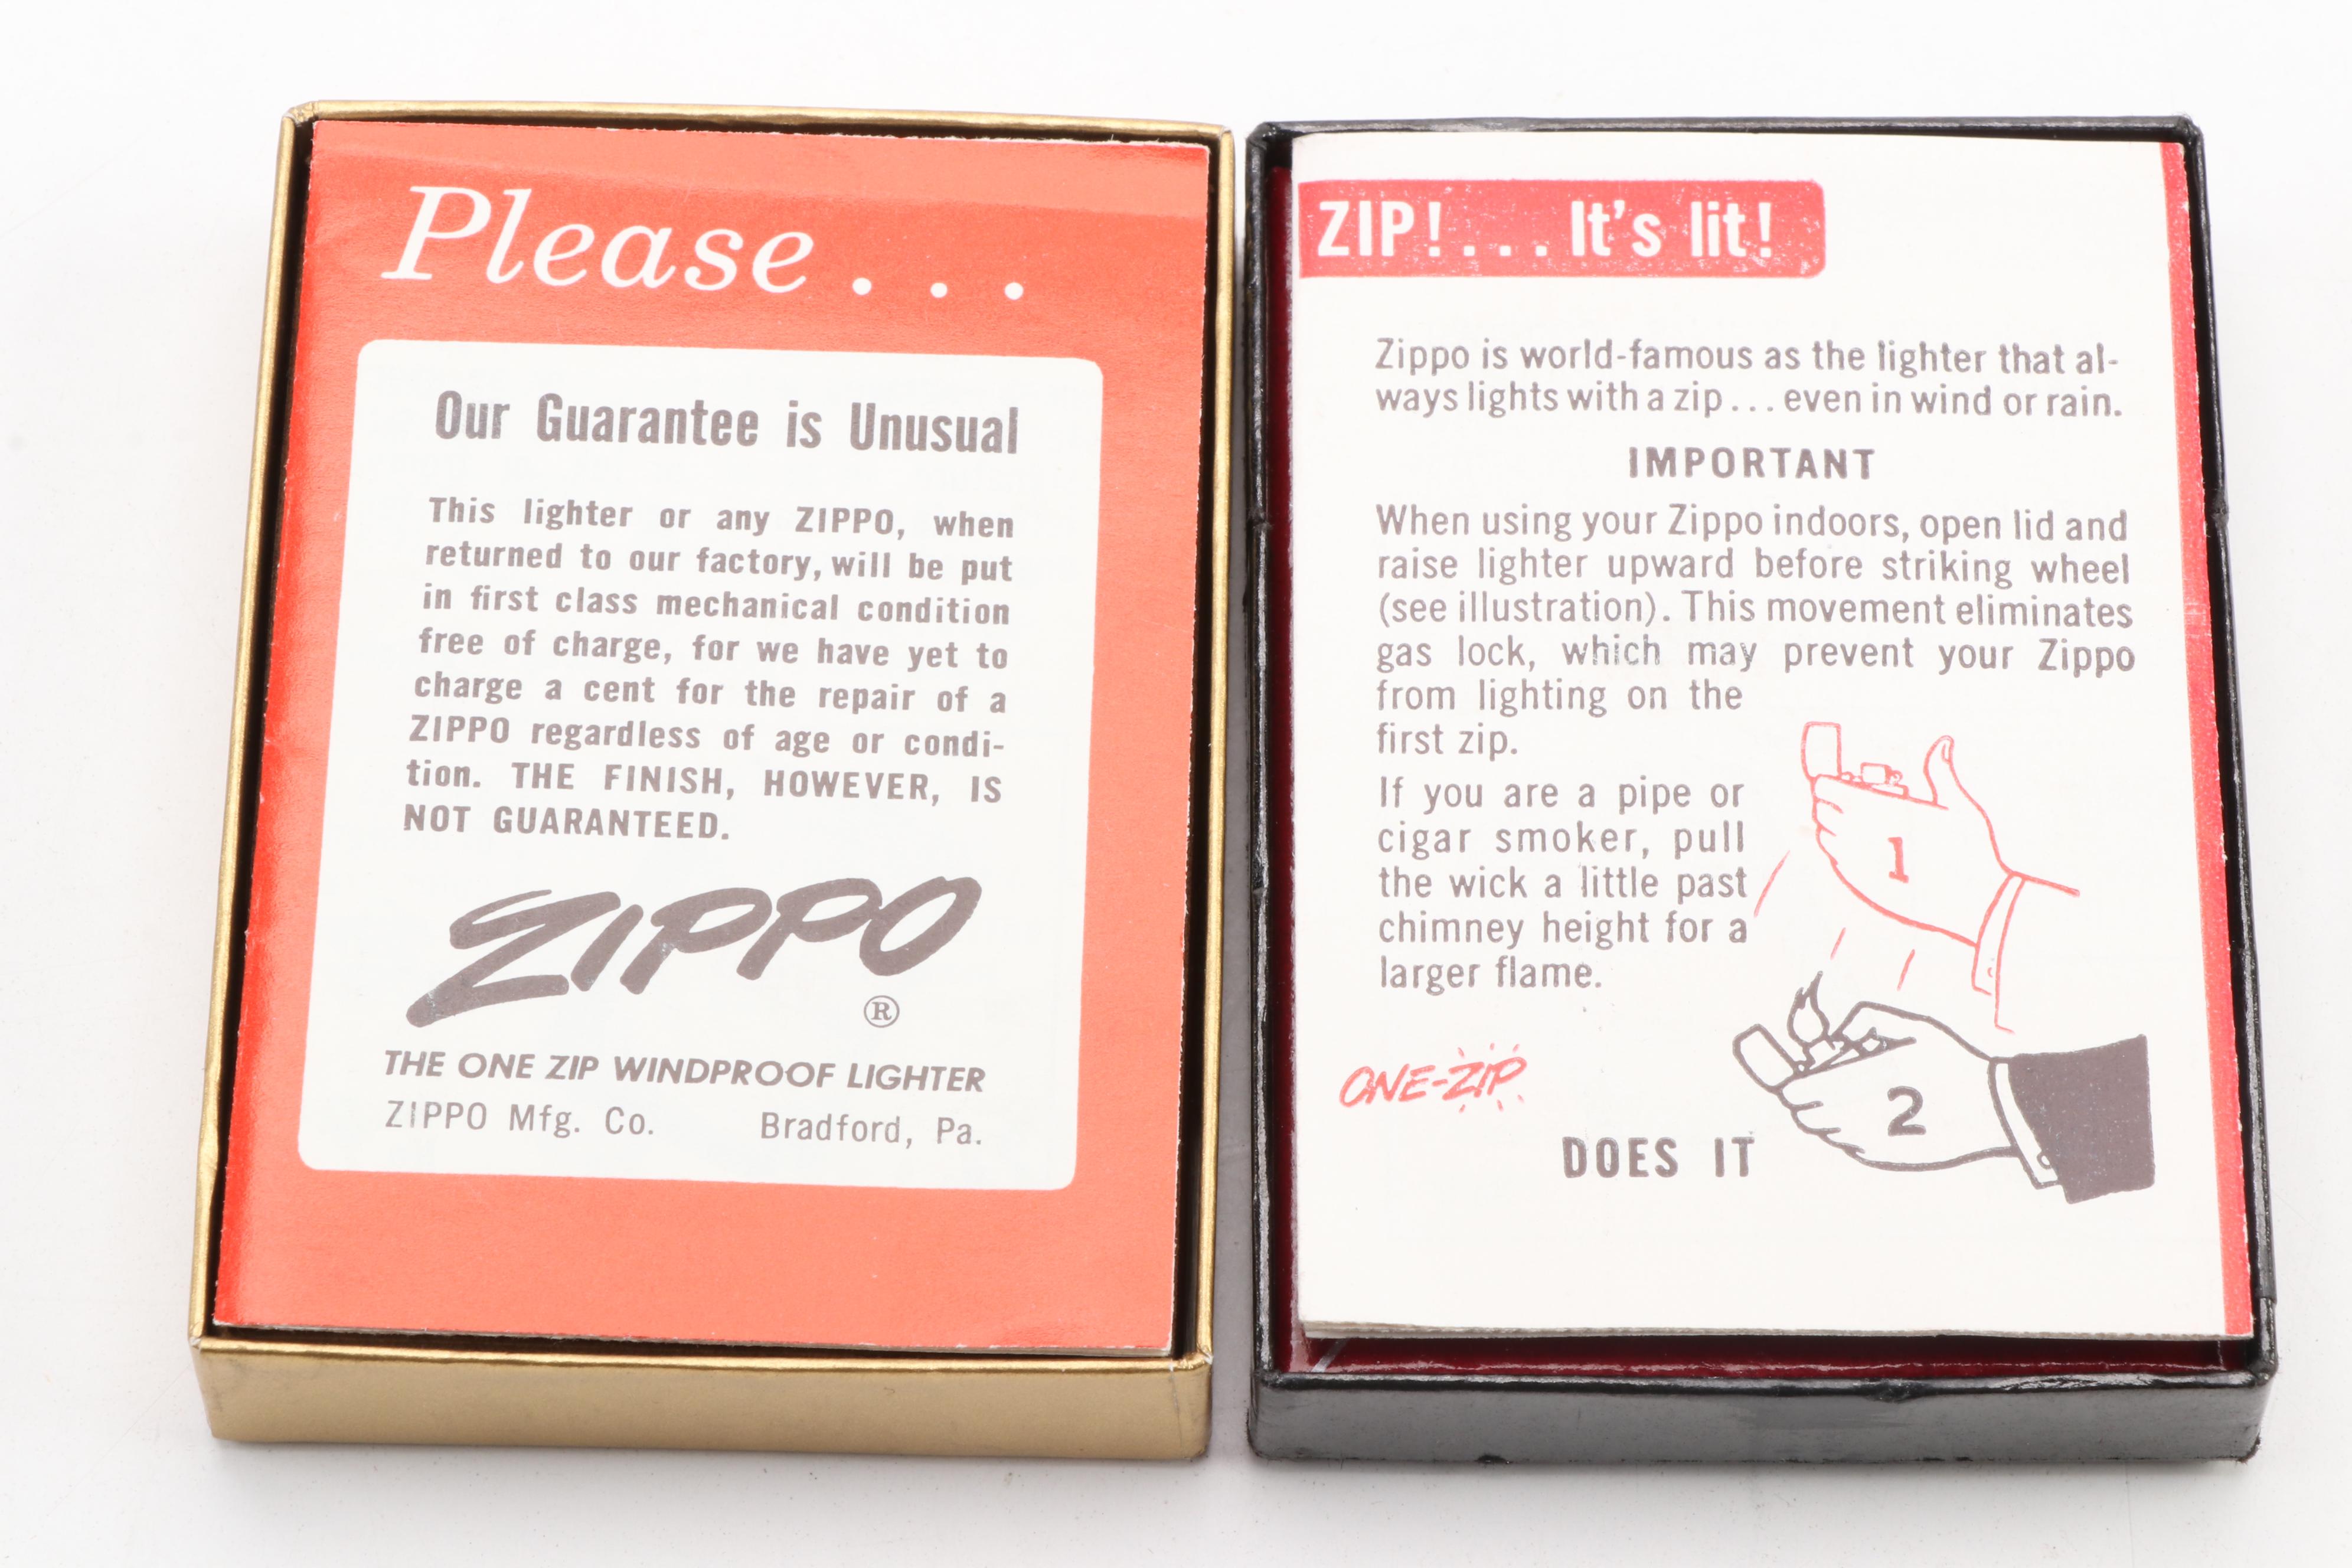 Please . . .
Our Guarantee is Unusual
This lighter or any ZIPPO, when
returned to our factory, will be put
in first class mechanical condition
free of charge, for we have yet to
charge a cent for the repair of a
ZIPPO regardless of age or condi-
tion. THE FINISH, HOWEVER, IS
NOT GUARANTEED.
ZIPPO
®
THE ONE ZIP WINDPROOF LIGHTER
ZIPPO Mfg. Co. Bradford, Pa.
ZIP! . . . It's lit!
Zippo is world-famous as the lighter that al-
ways lights with a zip . . . even in wind or rain.
IMPORTANT
When using your Zippo indoors, open lid and
raise lighter upward before striking wheel
(see illustration). This movement eliminates
gas lock, which may prevent your Zippo
from lighting on the
first zip.
If you are a pipe or
cigar smoker, pull
the wick a little past
chimney height for a
larger flame.
1
2
ONE-ZIP
DOES IT